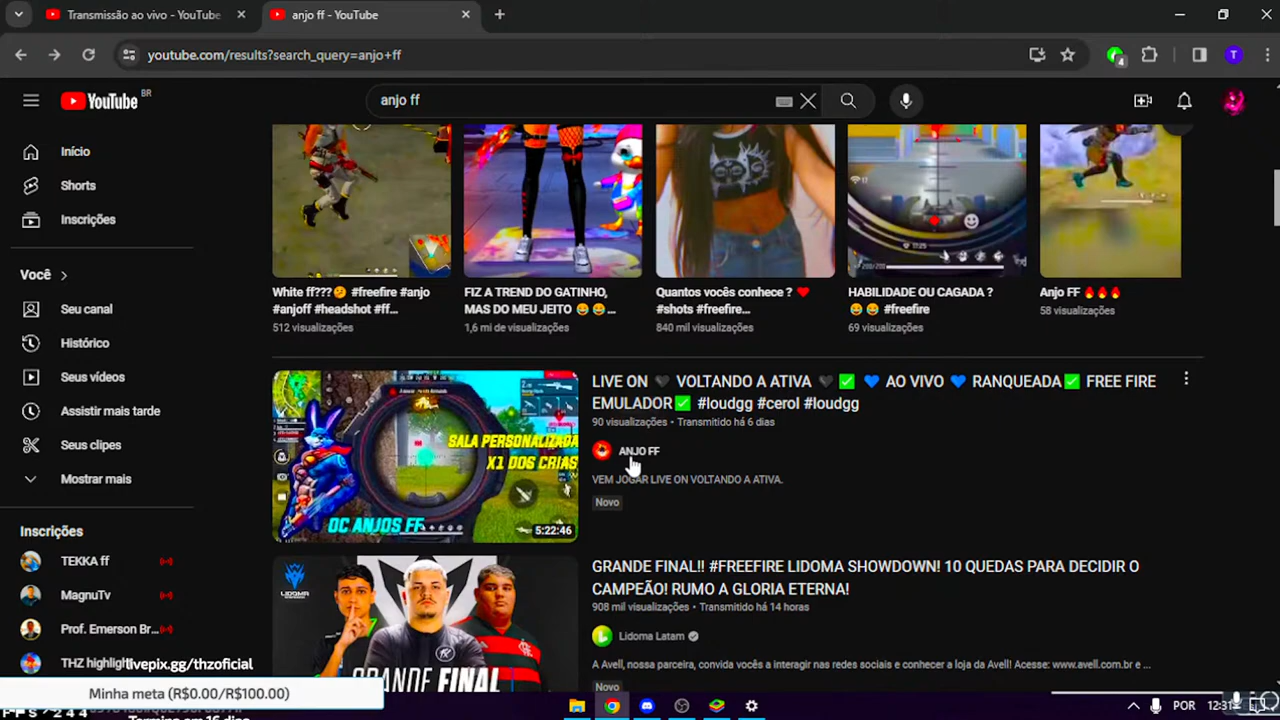 Transmissão ao vivo - YouTube
anjo ff - YouTube
youtube.com/results?search_query=anjo+ff
4
T
YouTube
BR
anjo ff
Início
Shorts
Inscrições
Você
Seu canal
Histórico
Seus vídeos
Assistir mais tarde
Seus clipes
Mostrar mais
Inscrições
TEKKA ff
MagnuTv
Prof. Emerson Br...
THZ highligh
livepix.gg/thzoficial
Minha meta (R$0.00/R$100.00)
White ff???🤔 #freefire #anjo
#anjoff #headshot #ff...
512 visualizações
FIZ A TREND DO GATINHO,
MAS DO MEU JEITO 😂 😂...
1,6 mi de visualizações
Quantos vocês conhece ? ❤️
#shots #freefire...
840 mil visualizações
HABILIDADE OU CAGADA ?
😂 😂 #freefire
69 visualizações
Anjo FF 🔥🔥🔥
58 visualizações
SALA PERSONALIZADA
X1 DOS CRIAS
OC ANJOS FF
5:22:46
LIVE ON 🖤 VOLTANDO A ATIVA 🖤 ✅ 💙 AO VIVO 💙 RANQUEADA✅ FREE FIRE
EMULADOR✅ #loudgg #cerol #loudgg
90 visualizações • Transmitido há 6 dias
ANJO FF
VEM JOGAR LIVE ON VOLTANDO A ATIVA.
Novo
LIDOMA
GRANDE FINAL
GRANDE FINAL!! #FREEFIRE LIDOMA SHOWDOWN! 10 QUEDAS PARA DECIDIR O
CAMPEÃO! RUMO A GLORIA ETERNA!
908 mil visualizações • Transmitido há 14 horas
Lidoma Latam
A Avell, nossa parceira, convida vocês a interagir nas redes sociais e conhecer a loja da Avell! Acesse: www.avell.com.br e ...
Novo
POR
12:31